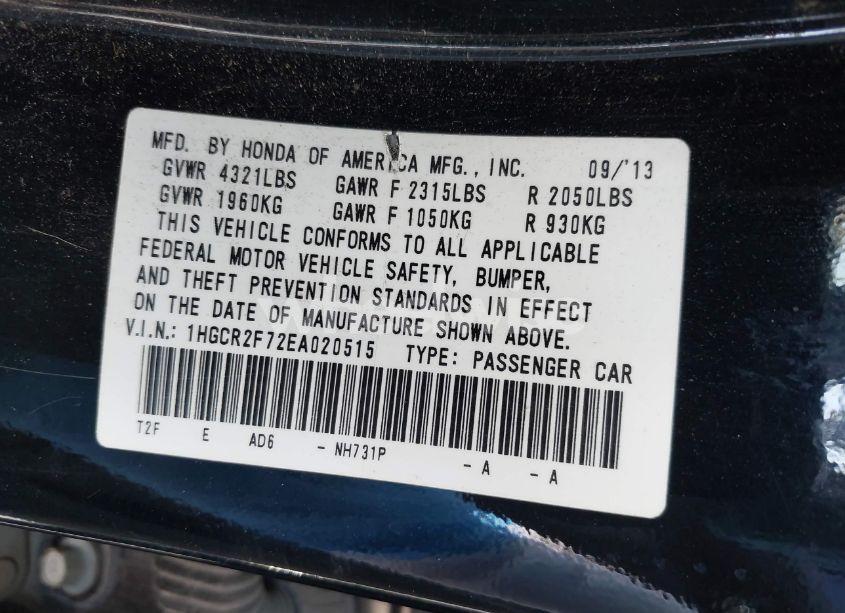 MFD. BY HONDA OF AMERICA MFG., INC. 09/'13
GVWR 4321LBS GAWR F 2315LBS R 2050LBS
GVWR 1960KG GAWR F 1050KG R 930KG
THIS VEHICLE CONFORMS TO ALL APPLICABLE
FEDERAL MOTOR VEHICLE SAFETY, BUMPER,
AND THEFT PREVENTION STANDARDS IN EFFECT
ON THE DATE OF MANUFACTURE SHOWN ABOVE.
V.I.N.: 1HGCR2F72EA020515 TYPE: PASSENGER CAR
T2F E AD6 - NH731P - A - A